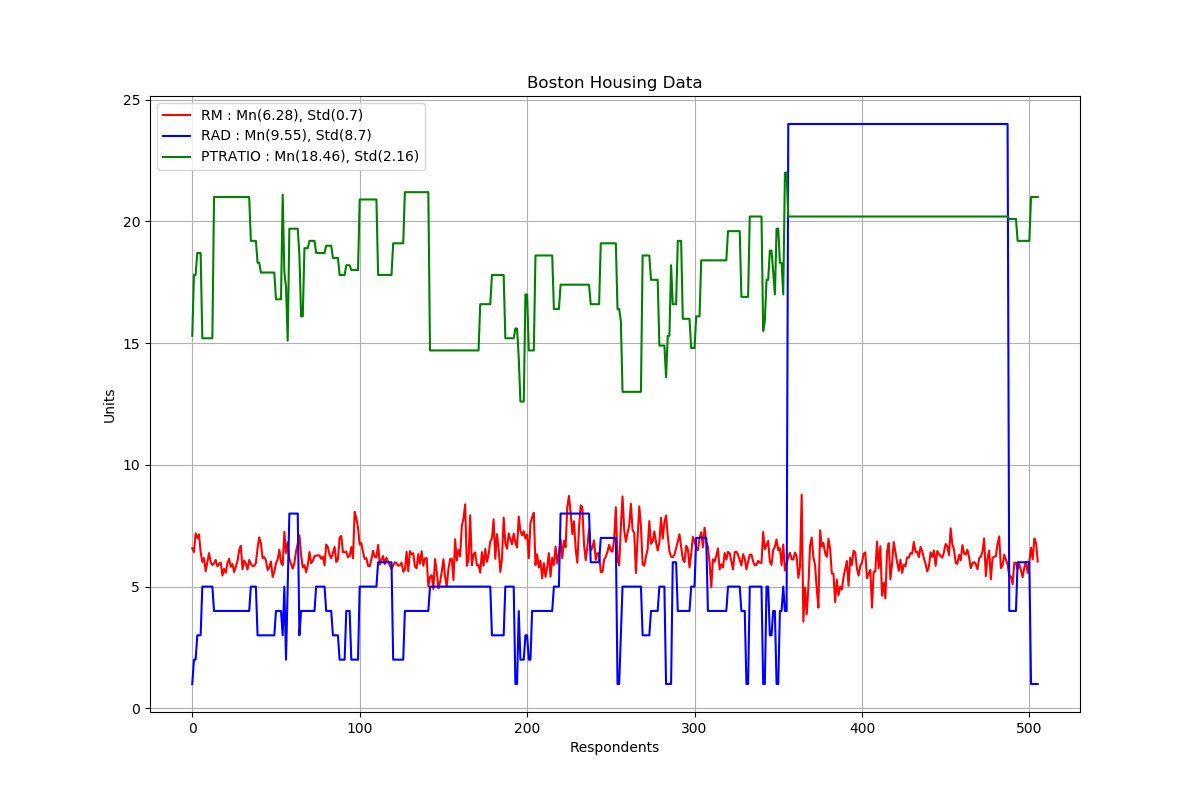 Boston Housing Data
RM : Mn(6.28), Std(0.7)
RAD : Mn(9.55), Std(8.7)
PTRATIO : Mn(18.46), Std(2.16)
25
20
15
10
5
0
Units
0 100 200 300 400 500
Respondents